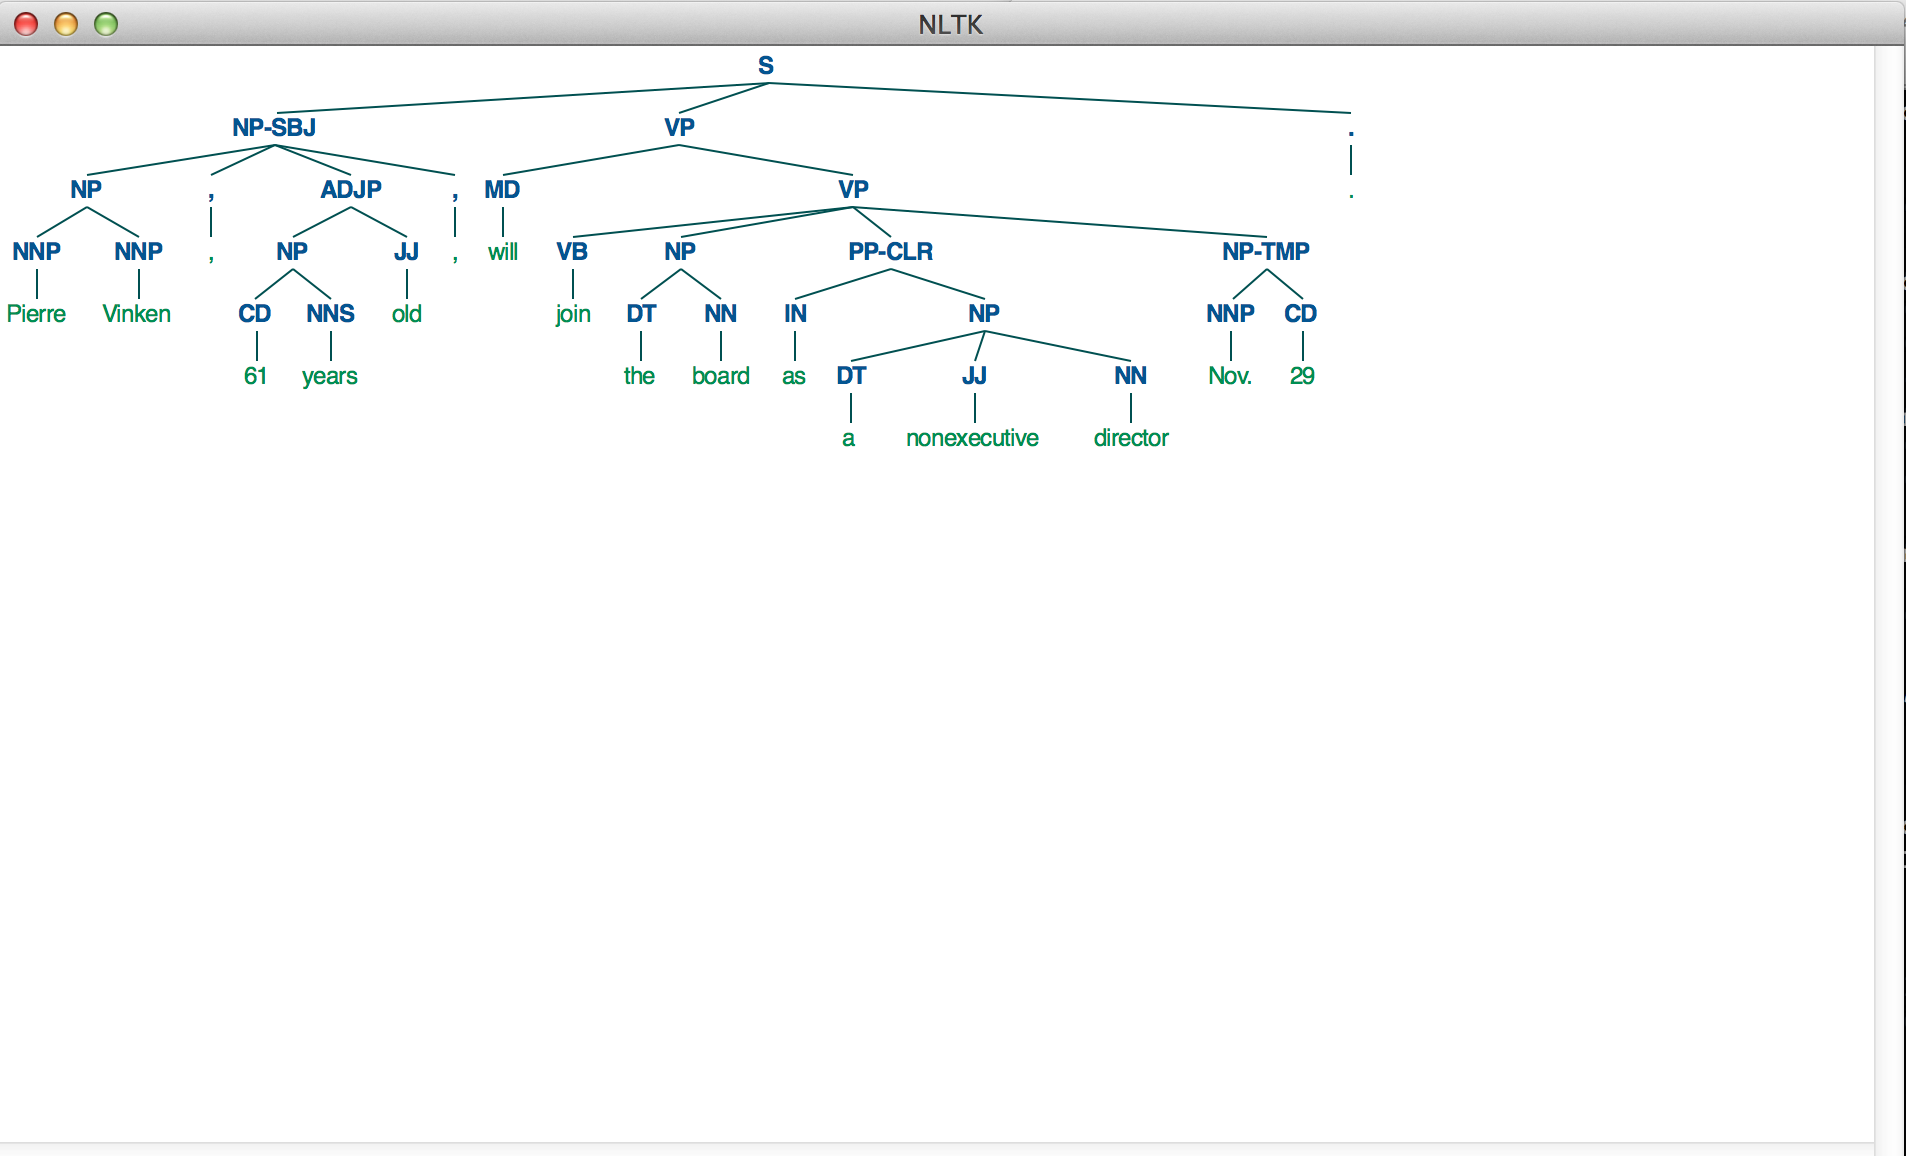 NLTK
S
NP-SBJ VP .
NP , ADJP , MD VP .
NNP NNP , NP JJ , will VB NP PP-CLR NP-TMP
Pierre Vinken CD NNS old join DT NN IN NP NNP CD
61 years the board as DT JJ NN Nov. 29
a nonexecutive director